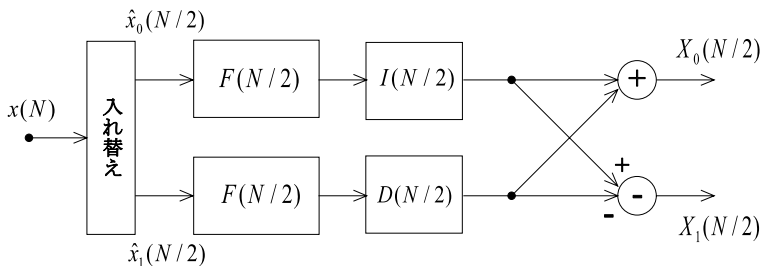 x̂₀(N/2)
x(N)
入れ替え
F(N/2)
I(N/2)
+
X₀(N/2)
F(N/2)
D(N/2)
+
-
-
X₁(N/2)
x̂₁(N/2)